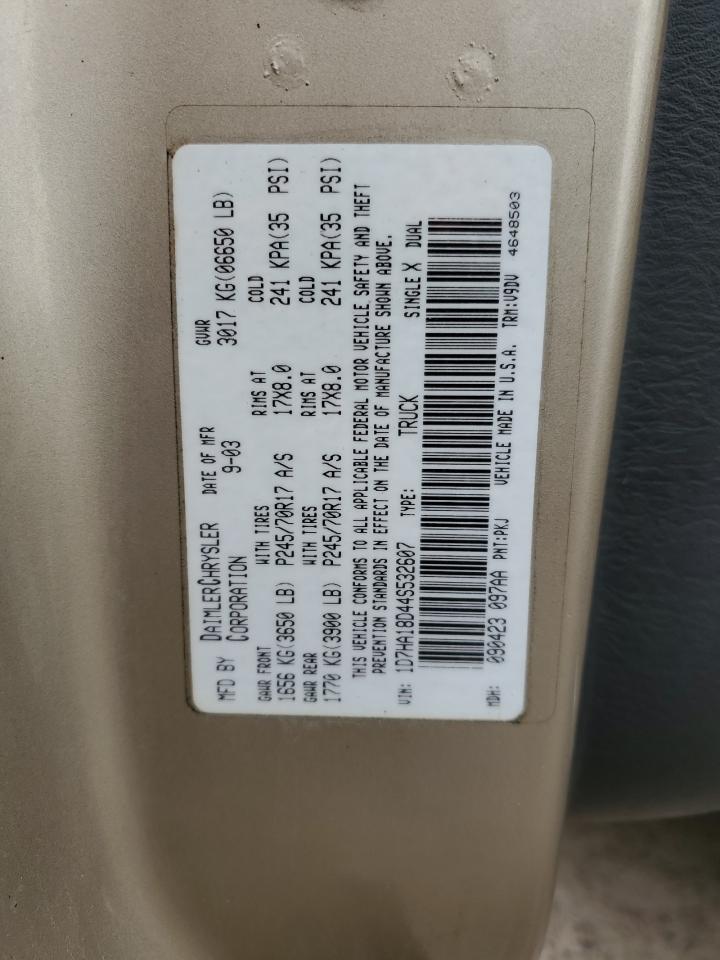 MFD BY DAIMLERCHRYSLER CORPORATION
DATE OF MFR 9-03
GVWR 3017 KG(06650 LB)
GAWR FRONT WITH TIRES RIMS AT COLD
1656 KG(3650 LB) P245/70R17 A/S 17X8.0 241 KPA(35 PSI)
GAWR REAR WITH TIRES RIMS AT COLD
1770 KG(3900 LB) P245/70R17 A/S 17X8.0 241 KPA(35 PSI)
THIS VEHICLE CONFORMS TO ALL APPLICABLE FEDERAL MOTOR VEHICLE SAFETY AND THEFT
PREVENTION STANDARDS IN EFFECT ON THE DATE OF MANUFACTURE SHOWN ABOVE.
VIN: 1D7HA18D44S532607 TYPE: TRUCK SINGLE X DUAL
MDH: 090423 097AA PNT:PKJ VEHICLE MADE IN U.S.A. TRM:V9DV 4648503